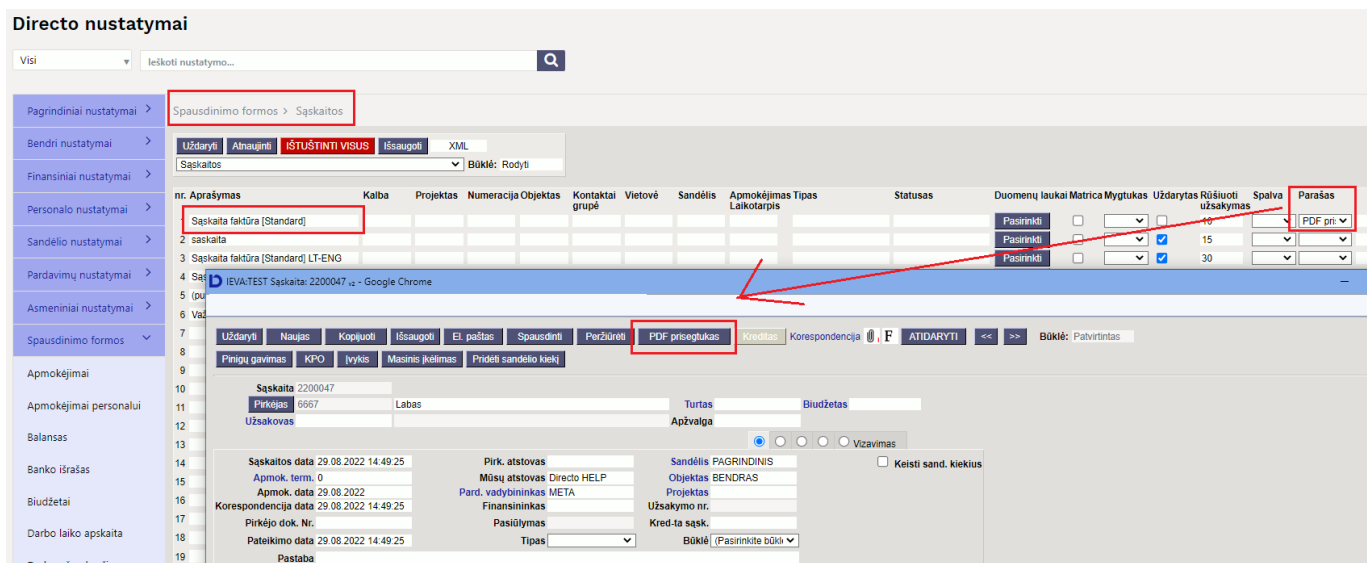 Directo nustatymai
Visi
Ieškoti nustatymo...
Pagrindiniai nustatymai
Bendri nustatymai
Finansiniai nustatymai
Personalo nustatymai
Sandėlio nustatymai
Pardavimų nustatymai
Asmeniniai nustatymai
Spausdinimo formos
Apmokėjimai
Apmokėjimai personalui
Balansas
Banko išrašas
Biudžetai
Darbo laiko apskaita
Spausdinimo formos > Sąskaitos
Uždaryti Atnaujinti IŠTUŠTINTI VISUS Išsaugoti XML
Sąskaitos Būklė: Rodyti
nr. Aprašymas Kalba Projektas Numeracija Objektas Kontaktai grupė Vietovė Sandėlis Apmokėjimas Laikotarpis Tipas Statusas Duomenų laukai Matrica Mygtukas Uždarytas Rūšiuoti užsakymo Spalva Parašas
1 Sąskaita faktūra [Standard] Pasirinkti 10 PDF pri:
2 saskaita Pasirinkti 15
3 Sąskaita faktūra [Standard] LT-ENG Pasirinkti 30
4 Sąs
5 (pu
6 Važ
7
8
9
10
11
12
13
14
15
16
17
18
19
IEVA:TEST Sąskaita: 2200047 v2 - Google Chrome
Uždaryti Naujas Kopijuoti Išsaugoti El. paštas Spausdinti Peržiūrėti PDF prisegtukas Kreditas Korespondencija 1 F ATIDARYTI << >> Būklė: Patvirtintas
Pinigų gavimas KPO Įvykis Masinis įkėlimas Pridėti sandėlio kiekį
Sąskaita 2200047
Pirkėjas 6667 Labas Turtas Biudžetas
Užsakovas Apžvalga
Vizavimas
Sąskaitos data 29.08.2022 14:49:25 Pirk. atstovas Sandėlis PAGRINDINIS Keisti sand. kiekius
Apmok. term. 0 Mūsų atstovas Directo HELP Objektas BENDRAS
Apmok. data 29.08.2022 Pard. vadybininkas META Projektas
Korespondencija data 29.08.2022 14:49:25 Finansininkas Užsakymo nr.
Pirkėjo dok. Nr. Pasiūlymas Kred-ta sąsk.
Pateikimo data 29.08.2022 14:49:25 Tipas Būklė (Pasirinkite būkl
Pastaba